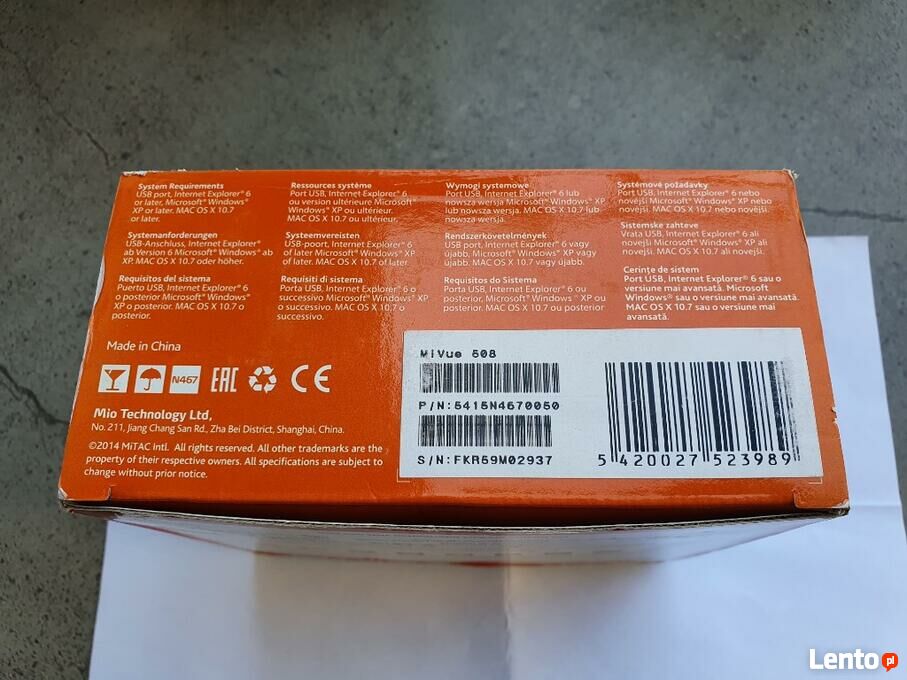 System Requirements
USB port, Internet Explorer® 6
or later, Microsoft® Windows®
XP or later. MAC OS X 10.7
or later.
Ressources système
Port USB, Internet Explorer® 6
ou version ultérieure Microsoft®
Windows® XP ou ultérieur.
MAC OS X 10.7 ou ultérieur.
Wymogi systemowe
Port USB, Internet Explorer® 6 lub
nowsza wersja. Microsoft® Windows® XP
lub nowsza wersja. MAC OS X 10.7 lub
nowsza wersja.
Systémové požadavky
Port USB, Internet Explorer® 6 nebo
novější Microsoft® Windows® XP nebo
novější. MAC OS X 10.7 nebo novější.
Systemanforderungen
USB-Anschluss, Internet Explorer®
ab Version 6 Microsoft® Windows® ab
XP. MAC OS X 10.7 oder höher.
Systeemvereisten
USB-poort, Internet Explorer® 6
of later, Microsoft® Windows® XP
of later. MAC OS X 10.7 of later.
Rendszerkövetelmények
USB port, Internet Explorer® 6 vagy
újabb, Microsoft® Windows® XP vagy
újabb. MAC OS X 10.7 vagy újabb.
Sistemske zahteve
Vrata USB, Internet Explorer® 6 ali
novejši Microsoft® Windows® XP ali
novejši. MAC OS X 10.7 ali novejši.
Requisitos del sistema
Puerto USB, Internet Explorer® 6
o posterior Microsoft® Windows®
XP o posterior. MAC OS X 10.7 o
posterior.
Requisiti di sistema
Porta USB, Internet Explorer® 6 o
successivo Microsoft® Windows® XP
o successivo. MAC OS X 10.7 o
successivo.
Requisitos do Sistema
Porta USB, Internet Explorer® 6 ou
posterior, Microsoft® Windows® XP ou
posterior. MAC OS X 10.7 ou posterior
Cerinţe de sistem
Port USB, Internet Explorer® 6 sau o
versiune mai avansată. Microsoft
Windows® sau o versiune mai avansată.
MAC OS X 10.7 sau o versiune mai
avansată.
Made in China
N467 EAC CE
Mio Technology Ltd,
No. 211, Jiang Chang San Rd., Zha Bei District, Shanghai, China.
©2014 MiTAC Intl. All rights reserved. All other trademarks are the
property of their respective owners. All specifications are subject to
change without prior notice.
MiVue 508
P/N:5415N4670050
S/N:FKR59M02937
5 420027 523989
Lento pl